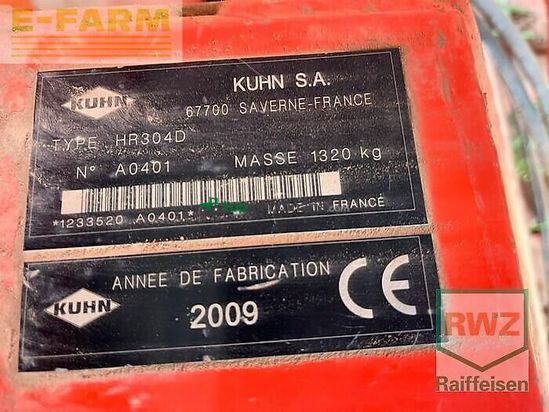 E-FARM
KUHN
KUHN S.A.
67700 SAVERNE-FRANCE
TYPE HR304D
N° A0401 MASSE 1320 kg
*1233520 A0401* MADE IN FRANCE
KUHN
ANNEE DE FABRICATION
2009
CE
RWZ
Raiffeisen